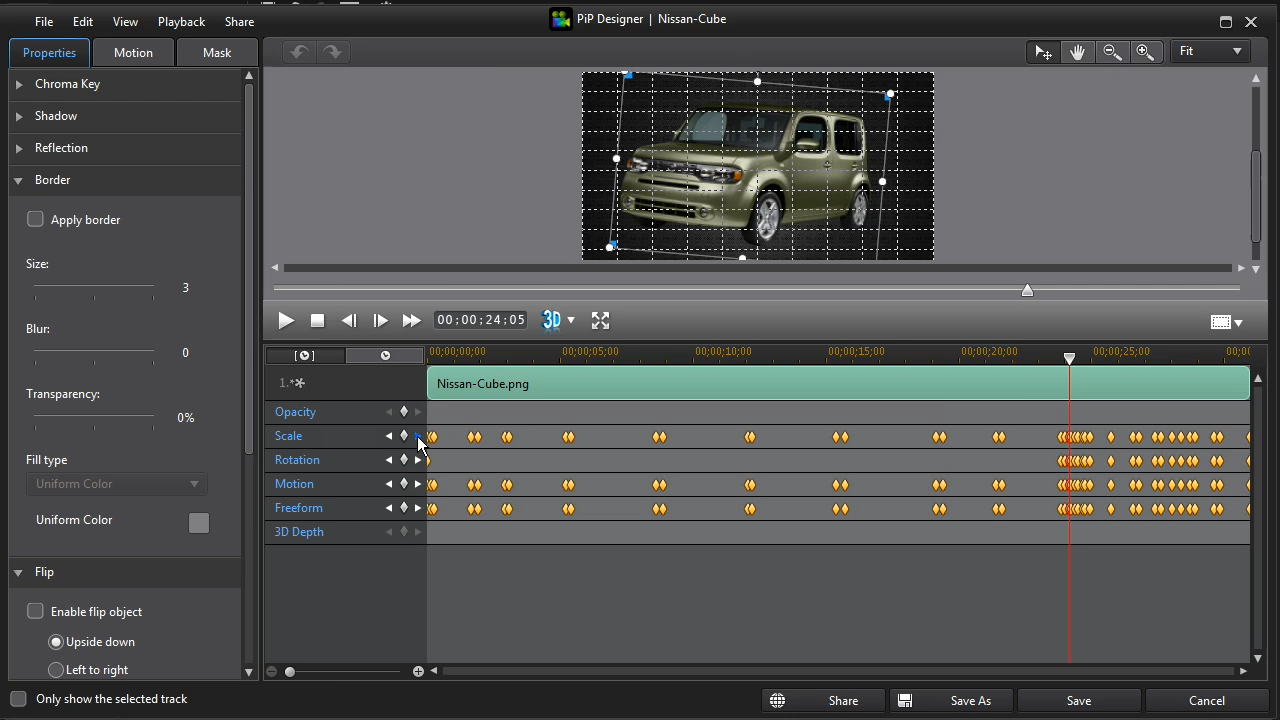 File Edit View Playback Share
PiP Designer | Nissan-Cube
Properties Motion Mask
Fit
Chroma Key
Shadow
Reflection
Border
Apply border
Size:
3
Blur:
0
Transparency:
0%
Fill type
Uniform Color
Uniform Color
Flip
Enable flip object
Upside down
Left to right
00;00;24;05
3D
00;00;00;00 00;00;05;00 00;00;10;00 00;00;15;00 00;00;20;00 00;00;25;00
1.
Nissan-Cube.png
Opacity
Scale
Rotation
Motion
Freeform
3D Depth
Only show the selected track
Share Save As Save Cancel